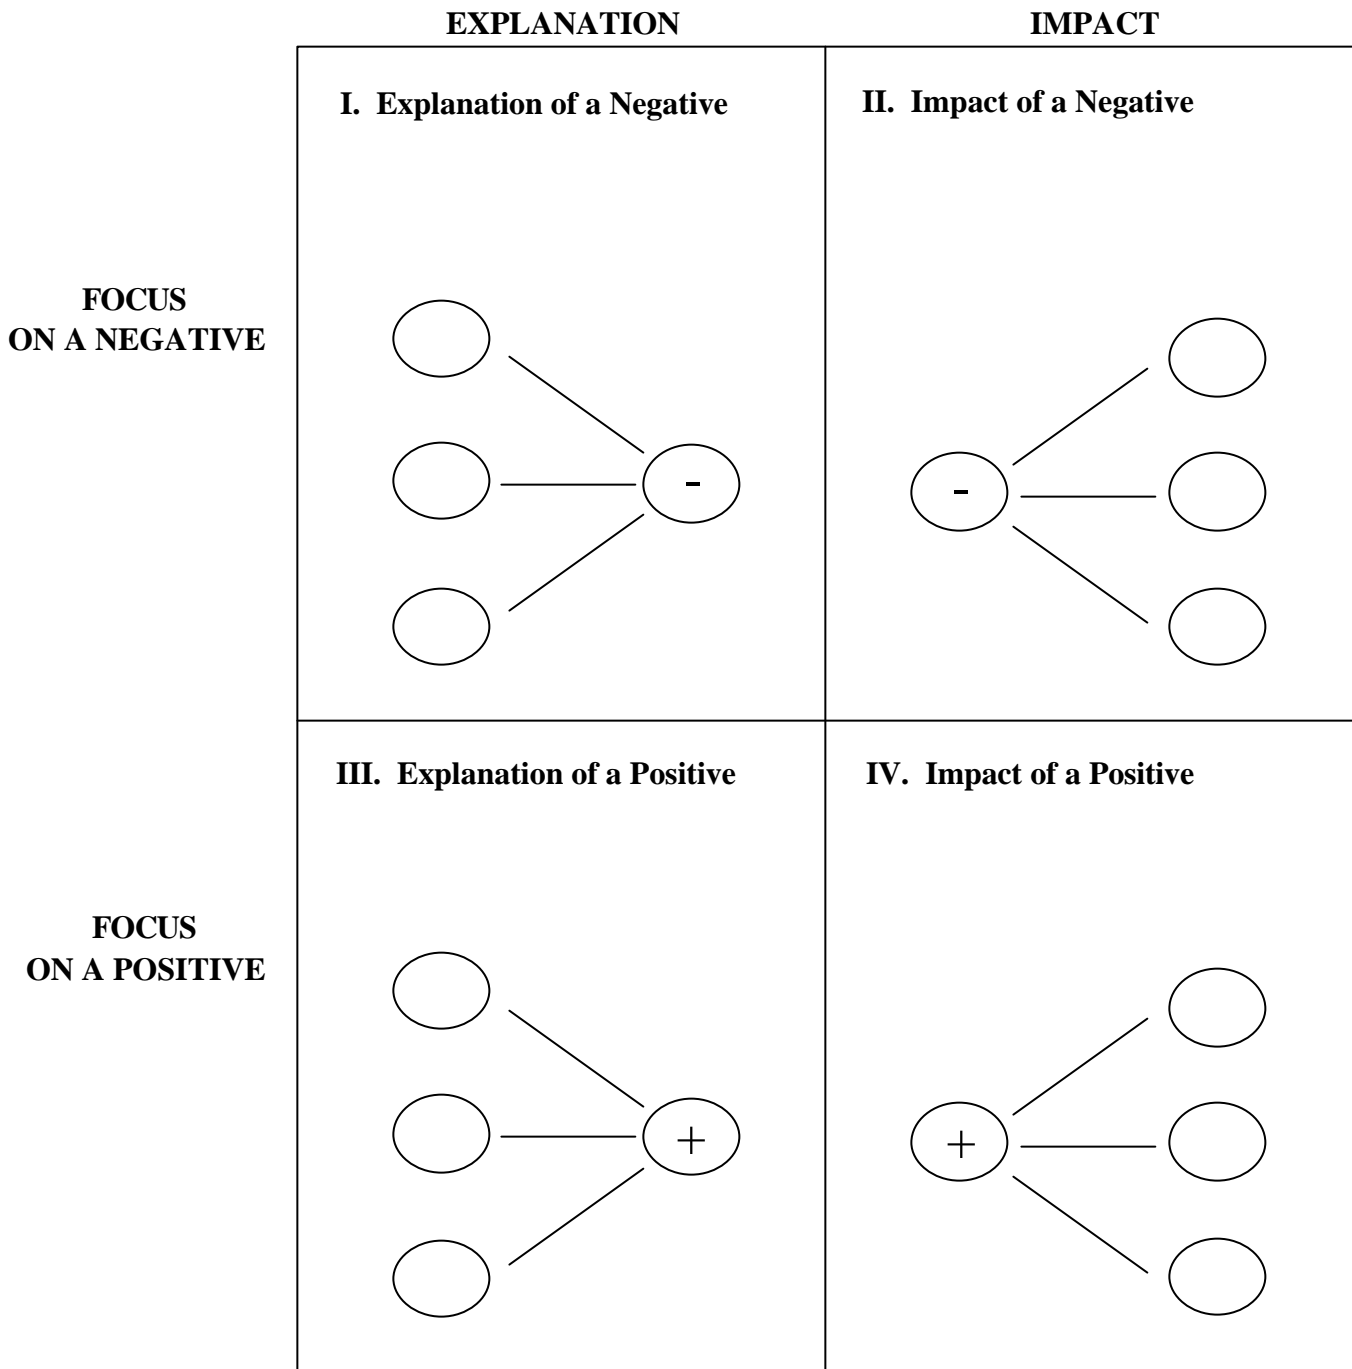 EXPLANATION IMPACT
I. Explanation of a Negative
II. Impact of a Negative
FOCUS
ON A NEGATIVE
-
-
III. Explanation of a Positive
IV. Impact of a Positive
FOCUS
ON A POSITIVE
+
+